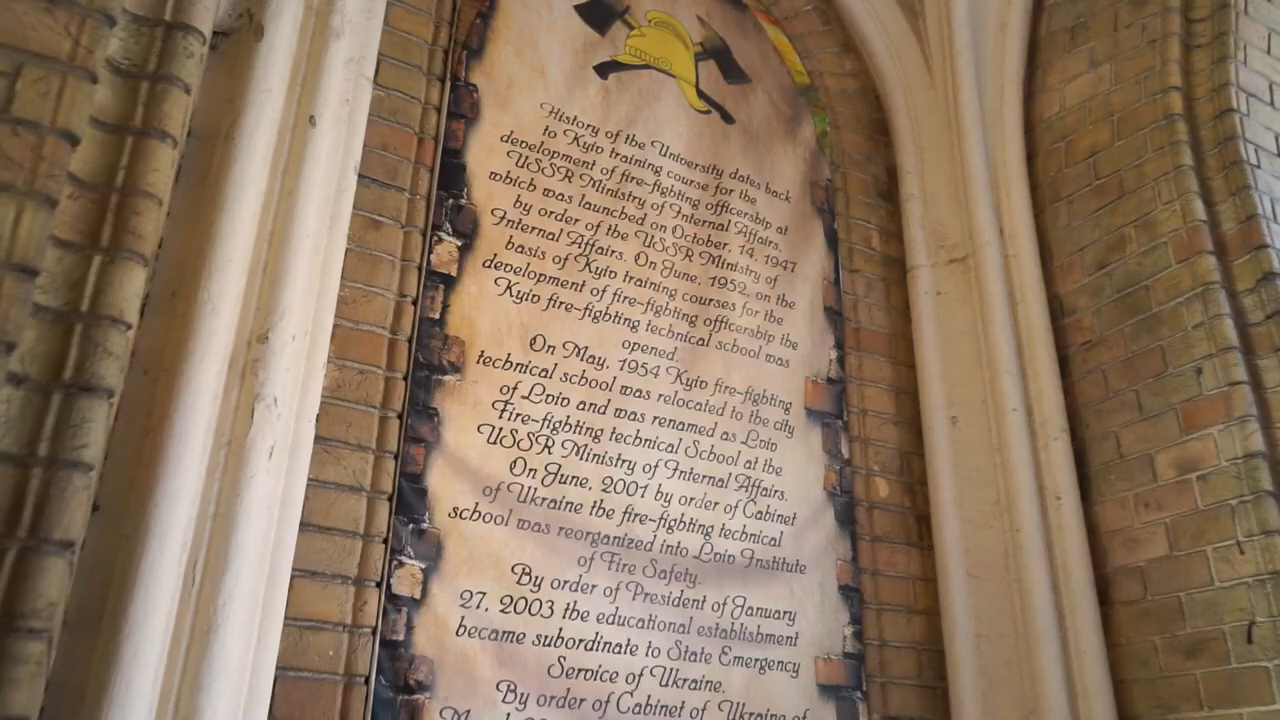 History of the University dates back
to Kyiv training course for the
development of fire-fighting officership at
USSR Ministry of Internal Affairs,
which was launched on October, 14, 1947
by order of the USSR Ministry of
Internal Affairs. On June, 1952, on the
basis of Kyiv training courses for the
development of fire-fighting officership the
Kyiv fire-fighting technical school was
opened.
On May, 1954 Kyiv fire-fighting
technical school was relocated to the city
of Lviv and was renamed as Lviv
Fire-fighting technical School at the
USSR Ministry of Internal Affairs.
On June, 2001 by order of Cabinet
of Ukraine the fire-fighting technical
school was reorganized into Lviv Institute
of Fire Safety.
By order of President of January
27, 2003 the educational establishment
became subordinate to State Emergency
Service of Ukraine.
By order of Cabinet of Ukraine of